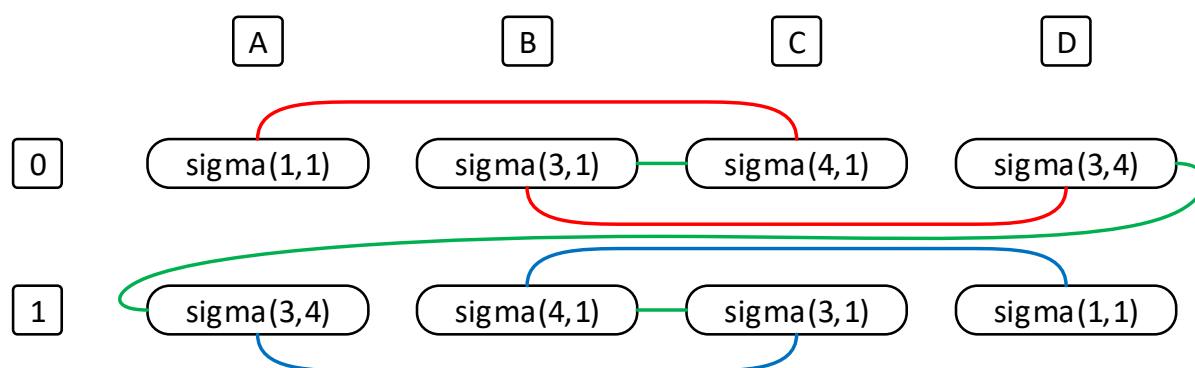 A B C D
0 sigma(1,1) sigma(3,1) sigma(4,1) sigma(3,4)
1 sigma(3,4) sigma(4,1) sigma(3,1) sigma(1,1)